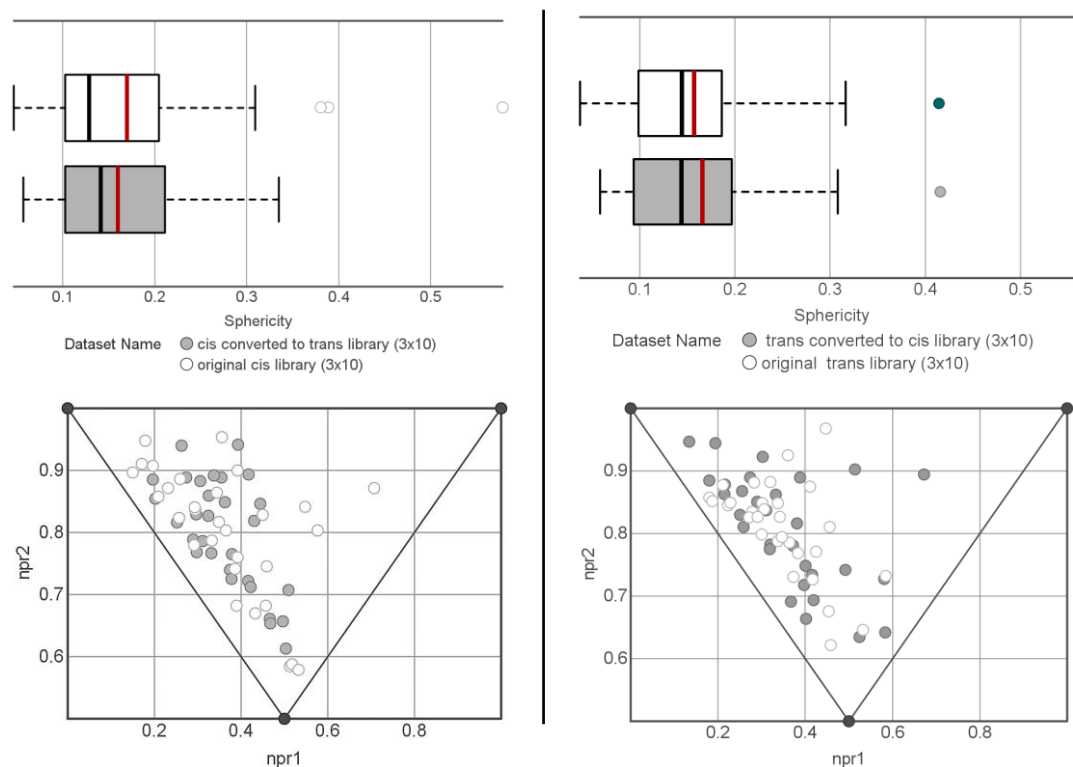 0.1 0.2 0.3 0.4 0.5
Sphericity
Dataset Name cis converted to trans library (3x10)
original cis library (3x10)
0.9
0.8
0.7
0.6
npr2
0.2 0.4 0.6 0.8
npr1
0.1 0.2 0.3 0.4 0.5
Sphericity
Dataset Name trans converted to cis library (3x10)
original trans library (3x10)
0.9
0.8
0.7
0.6
npr2
0.2 0.4 0.6 0.8
npr1